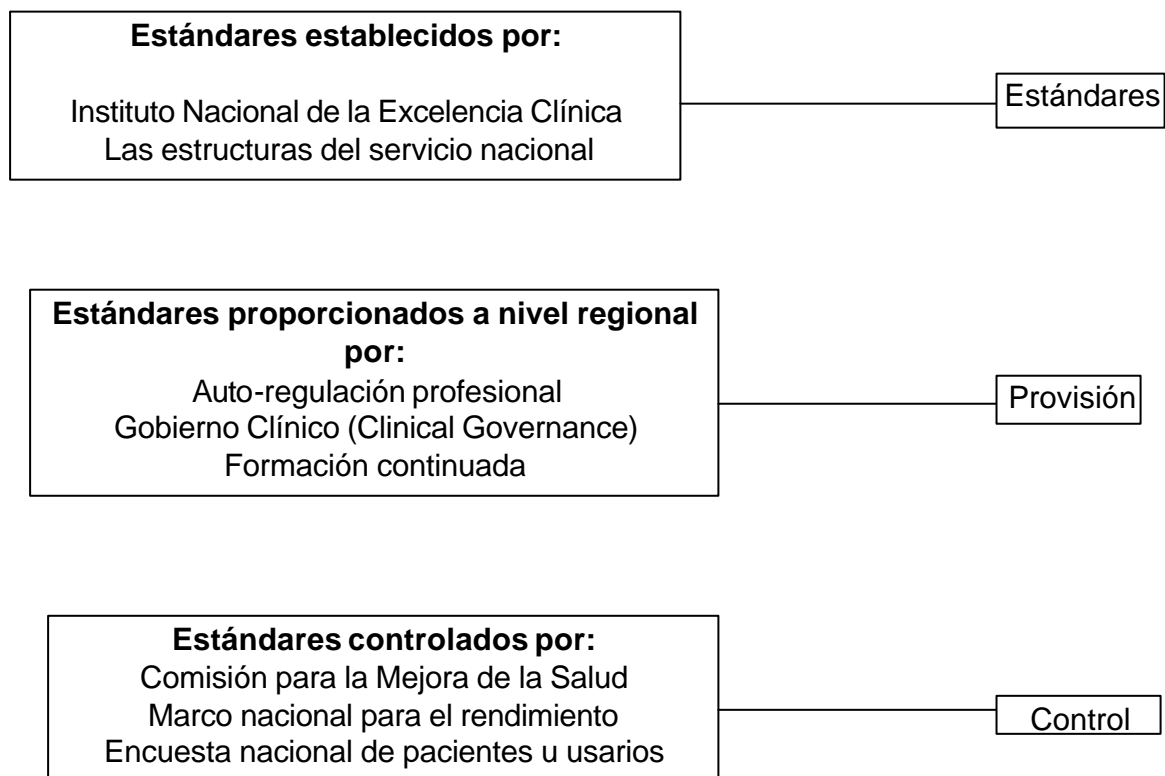 Estándares establecidos por:
Instituto Nacional de la Excelencia Clínica
Las estructuras del servicio nacional
Estándares
Estándares proporcionados a nivel regional
por:
Auto-regulación profesional
Gobierno Clínico (Clinical Governance)
Formación continuada
Provisión
Estándares controlados por:
Comisión para la Mejora de la Salud
Marco nacional para el rendimiento
Encuesta nacional de pacientes u usarios
Control